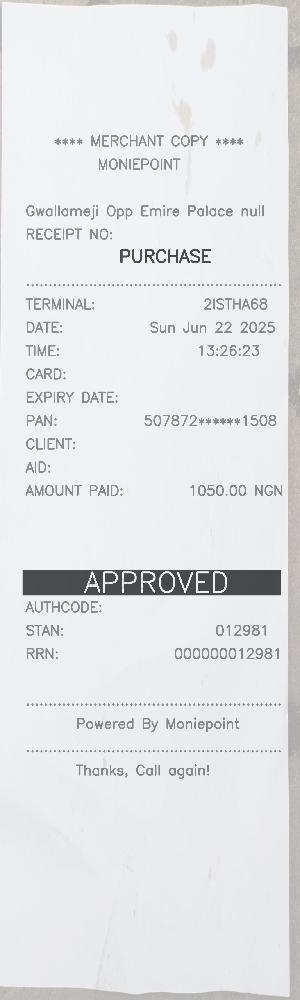 **** MERCHANT COPY ****
MONIEPOINT
Gwallameji Opp Emire Palace null
RECEIPT NO:
PURCHASE
TERMINAL: 2ISTHA68
DATE: Sun Jun 22 2025
TIME: 13:26:23
CARD:
EXPIRY DATE:
PAN: 507872******1508
CLIENT:
AID:
AMOUNT PAID: 1050.00 NGN
APPROVED
AUTHCODE:
STAN: 012981
RRN: 000000012981
Powered By Moniepoint
Thanks, Call again!